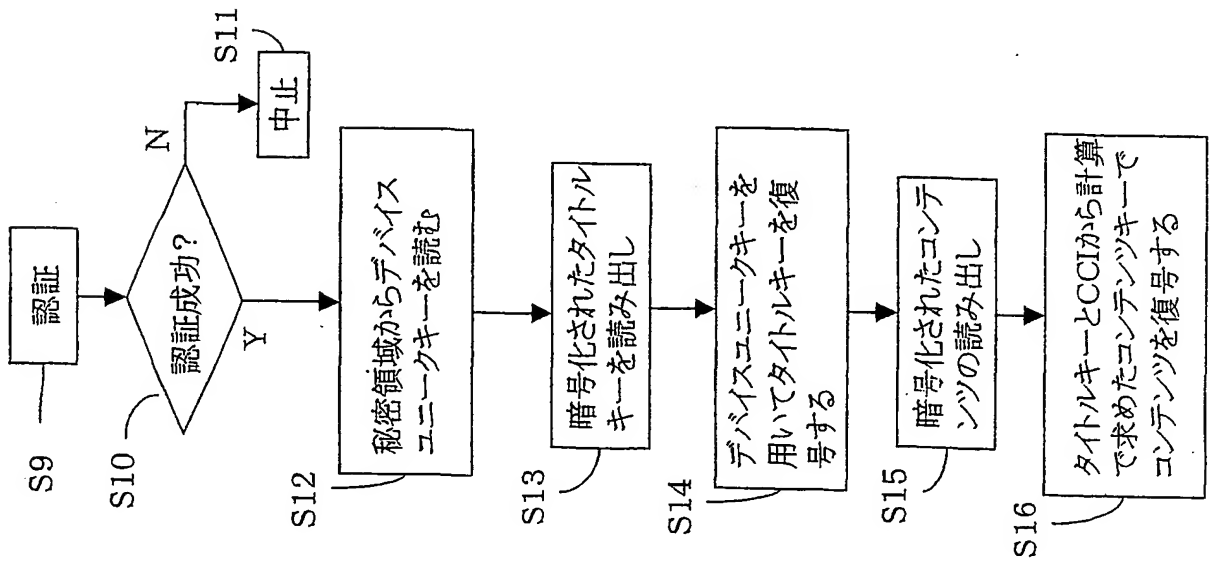 S9
認証
S10
認証成功?
N
S11
中止
Y
S12
秘密領域からデバイス
ユニークキーを読む
S13
暗号化されたタイトル
キーを読み出し
S14
デバイスユニークキーを
用いてタイトルキーを復
号する
S15
暗号化されたコンテ
ンツの読み出し
S16
タイトルキーとCCIから計算
で求めたコンテンツキーで
コンテンツを復号する